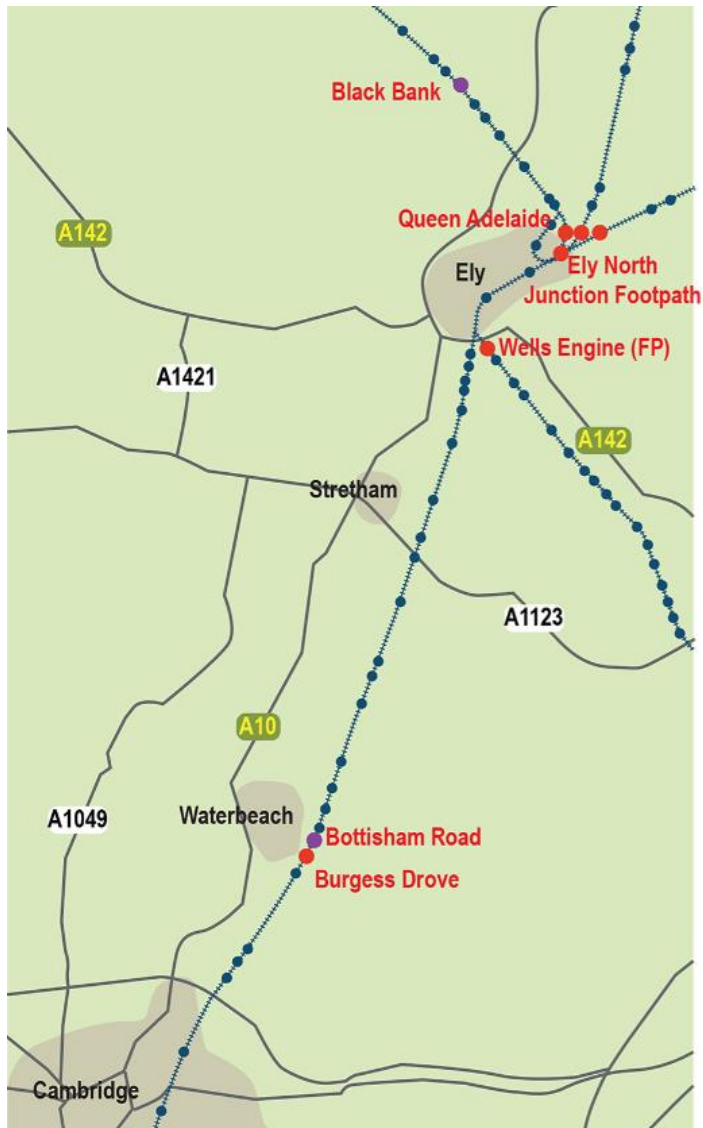 Black Bank
A142
Queen Adelaide
Ely
Ely North
Junction Footpath
Wells Engine (FP)
A1421
A142
Stretham
A1123
A10
Waterbeach
A1049
Bottisham Road
Burgess Drove
Cambridge